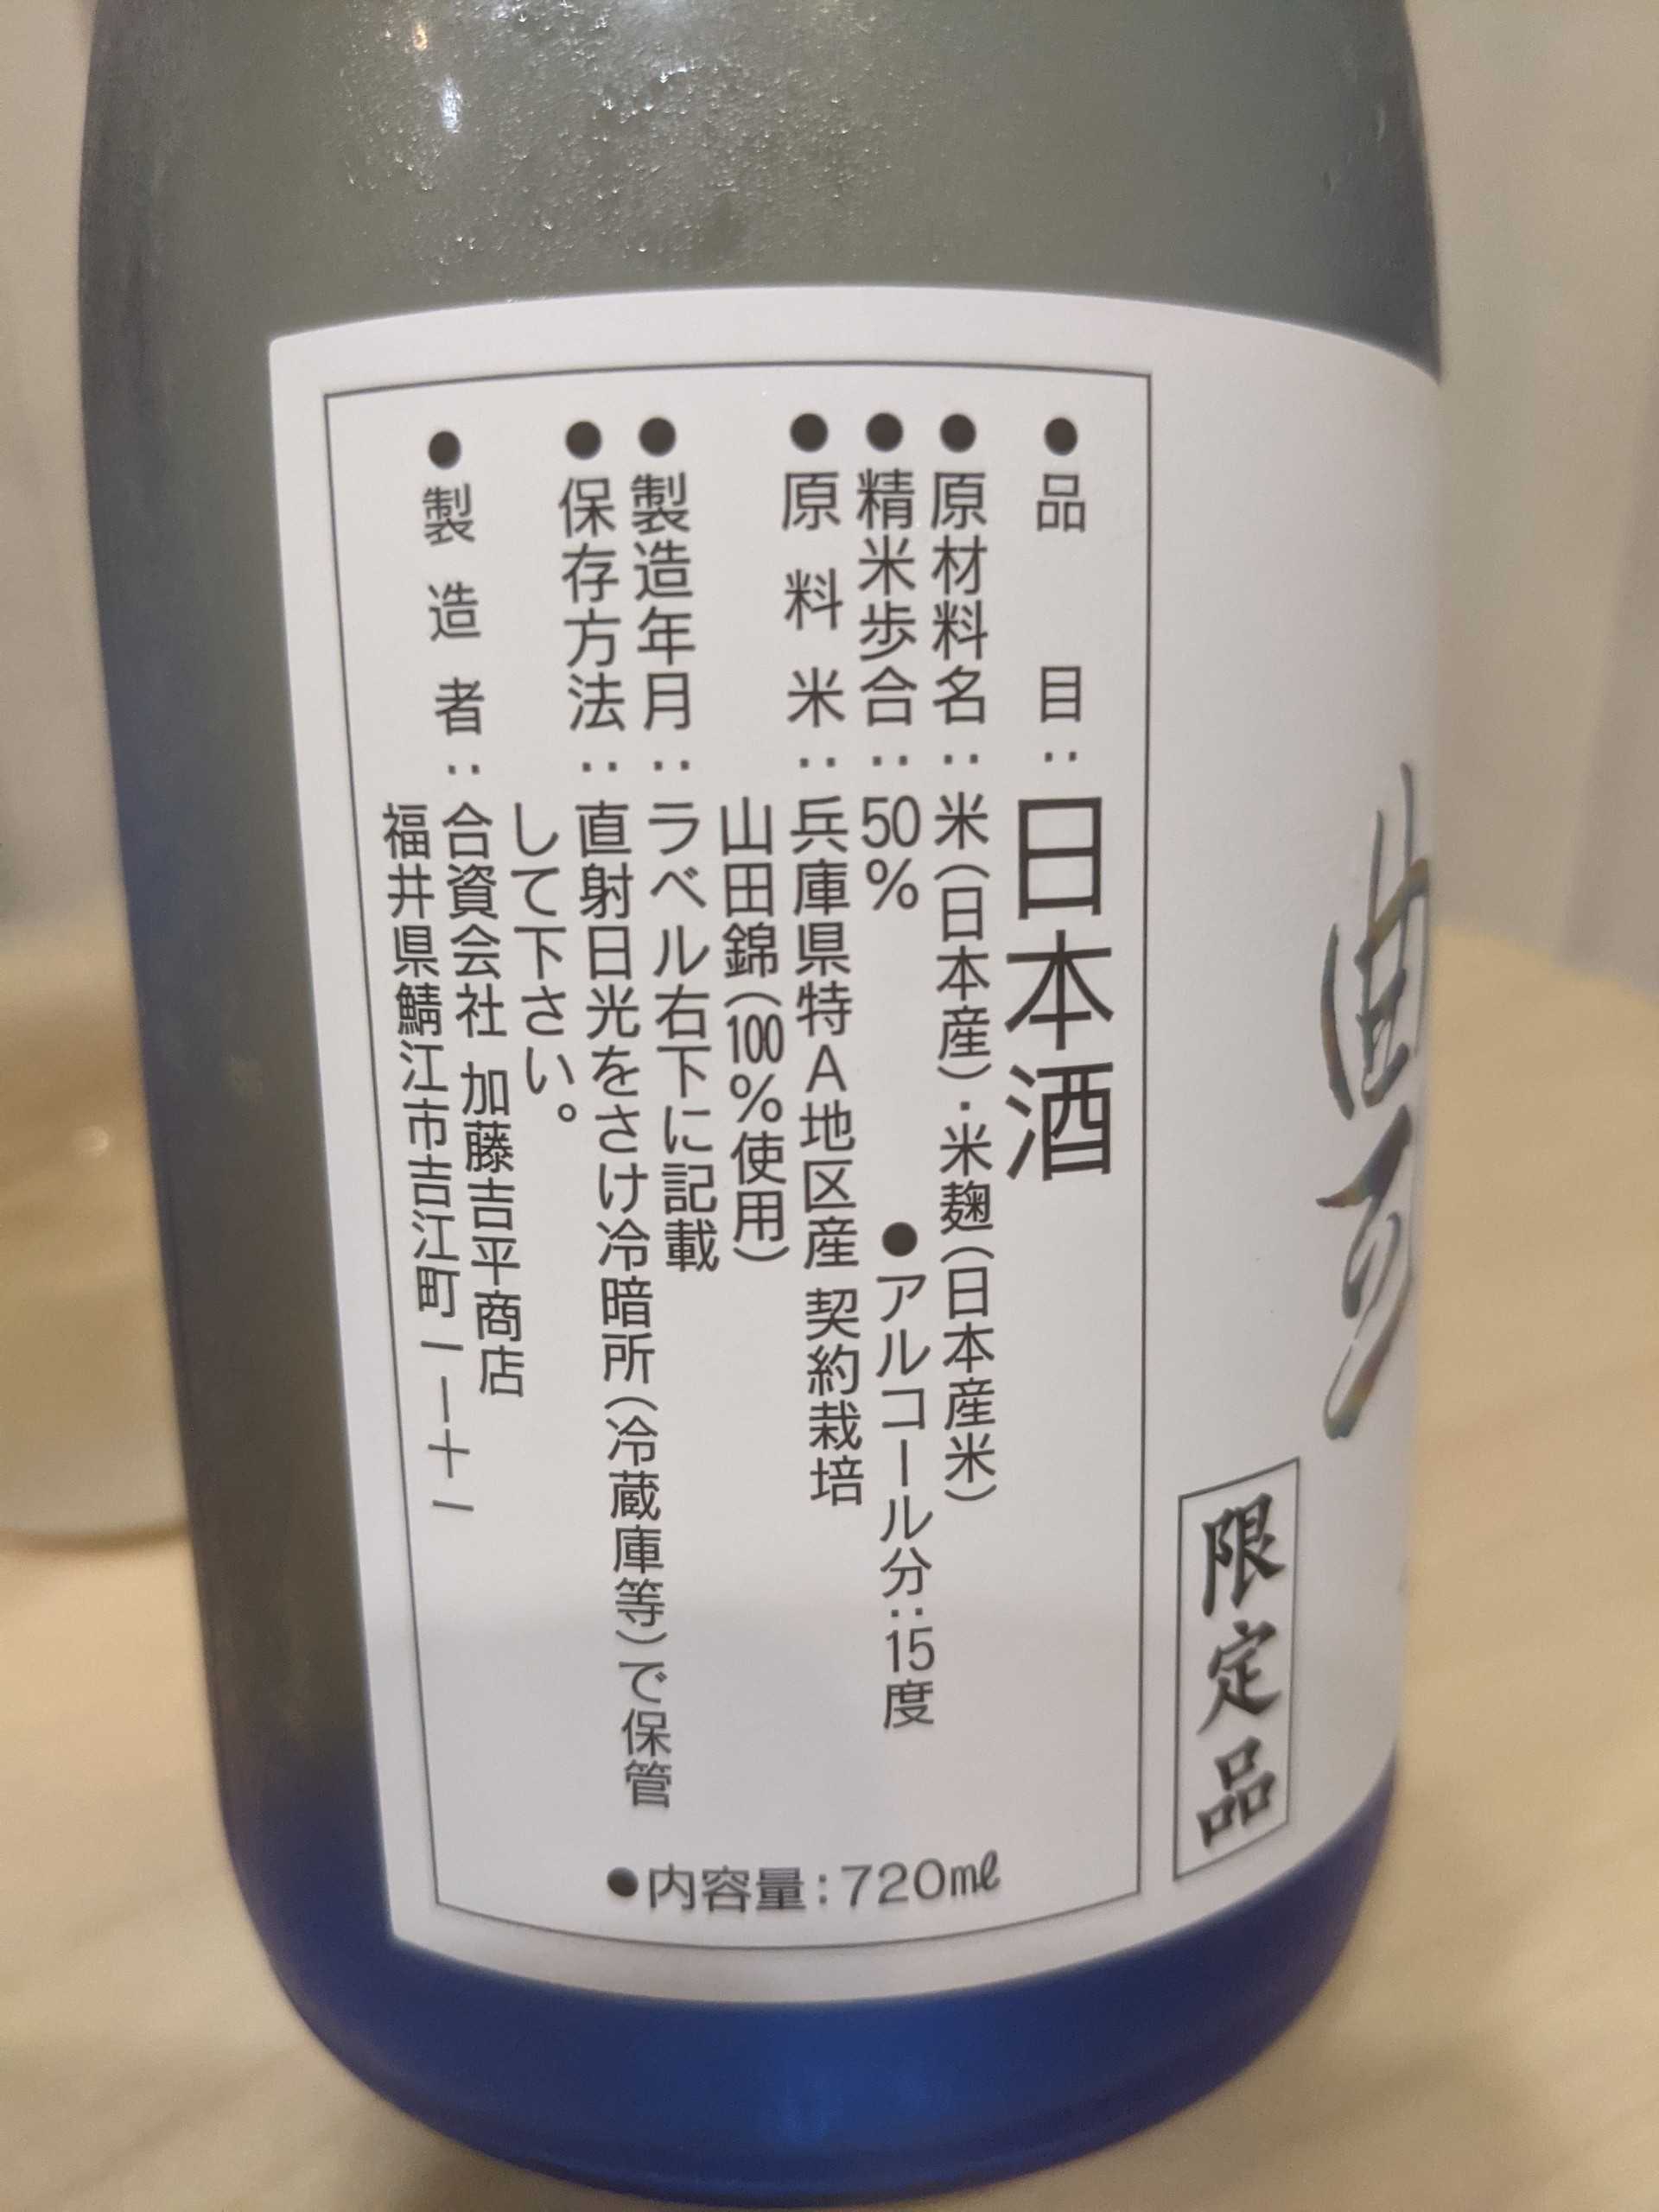 限定品
●品目：日本酒
●原材料名：米（日本産）・米麹（日本産米）
●精米歩合：50％ ●アルコール分：15度
●原料米：兵庫県特A地区産 契約栽培
山田錦（100％使用）
●製造年月：ラベル右下に記載
●保存方法：直射日光をさけ冷暗所（冷蔵庫等）で保管
して下さい。
●製造者：合資会社 加藤吉平商店
福井県鯖江市吉江町一ー十一
●内容量：720㎖